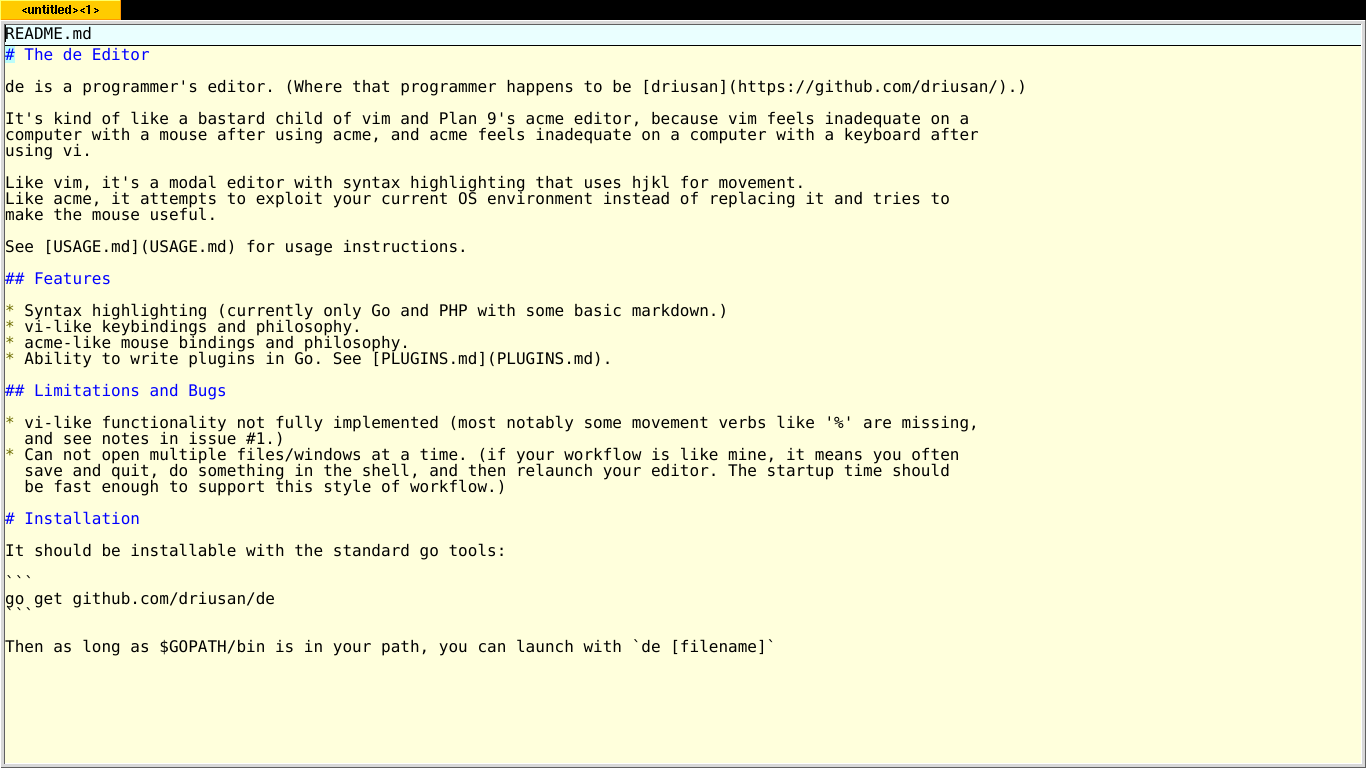 <untitled><1>
README.md
# The de Editor
de is a programmer's editor. (Where that programmer happens to be [driusan](https://github.com/driusan/).)
It's kind of like a bastard child of vim and Plan 9's acme editor, because vim feels inadequate on a
computer with a mouse after using acme, and acme feels inadequate on a computer with a keyboard after
using vi.
Like vim, it's a modal editor with syntax highlighting that uses hjkl for movement.
Like acme, it attempts to exploit your current OS environment instead of replacing it and tries to
make the mouse useful.
See [USAGE.md](USAGE.md) for usage instructions.
## Features
* Syntax highlighting (currently only Go and PHP with some basic markdown.)
* vi-like keybindings and philosophy.
* acme-like mouse bindings and philosophy.
* Ability to write plugins in Go. See [PLUGINS.md](PLUGINS.md).
## Limitations and Bugs
* vi-like functionality not fully implemented (most notably some movement verbs like '%' are missing,
  and see notes in issue #1.)
* Can not open multiple files/windows at a time. (if your workflow is like mine, it means you often
  save and quit, do something in the shell, and then relaunch your editor. The startup time should
  be fast enough to support this style of workflow.)
# Installation
It should be installable with the standard go tools:
```
go get github.com/driusan/de
```
Then as long as $GOPATH/bin is in your path, you can launch with `de [filename]`